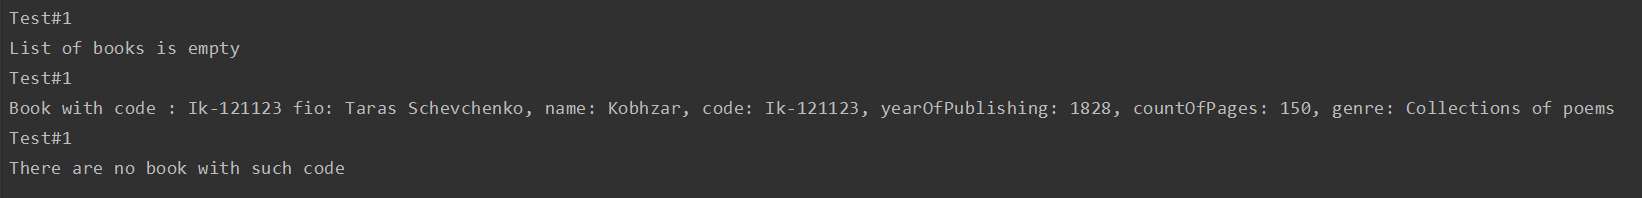 Test#1
List of books is empty
Test#1
Book with code : Ik-121123 fio: Taras Schevchenko, name: Kobhzar, code: Ik-121123, yearOfPublishing: 1828, countOfPages: 150, genre: Collections of poems
Test#1
There are no book with such code